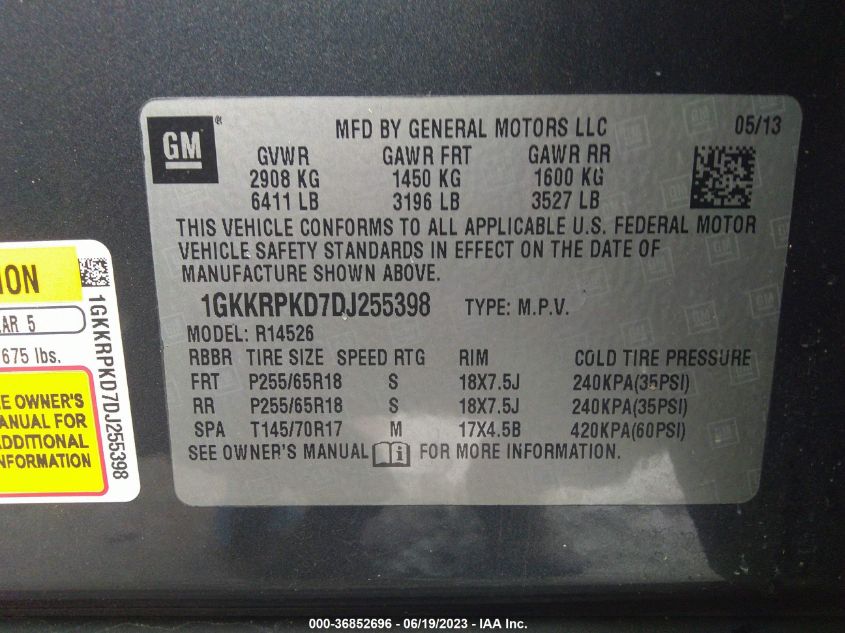 GM ®
MFD BY GENERAL MOTORS LLC 05/13
GVWR GAWR FRT GAWR RR
2908 KG 1450 KG 1600 KG
6411 LB 3196 LB 3527 LB
THIS VEHICLE CONFORMS TO ALL APPLICABLE U.S. FEDERAL MOTOR
VEHICLE SAFETY STANDARDS IN EFFECT ON THE DATE OF
MANUFACTURE SHOWN ABOVE.
1GKKRPKD7DJ255398 TYPE: M.P.V.
MODEL: R14526
RBBR TIRE SIZE SPEED RTG RIM COLD TIRE PRESSURE
FRT P255/65R18 S 18X7.5J 240KPA(35PSI)
RR P255/65R18 S 18X7.5J 240KPA(35PSI)
SPA T145/70R17 M 17X4.5B 420KPA(60PSI)
SEE OWNER'S MANUAL i FOR MORE INFORMATION.
ION
AR 5
675 lbs.
E OWNER'S
MANUAL FOR
ADDITIONAL
INFORMATION
1GKKRPKD7DJ255398
000-36852696 - 06/19/2023 - IAA Inc.